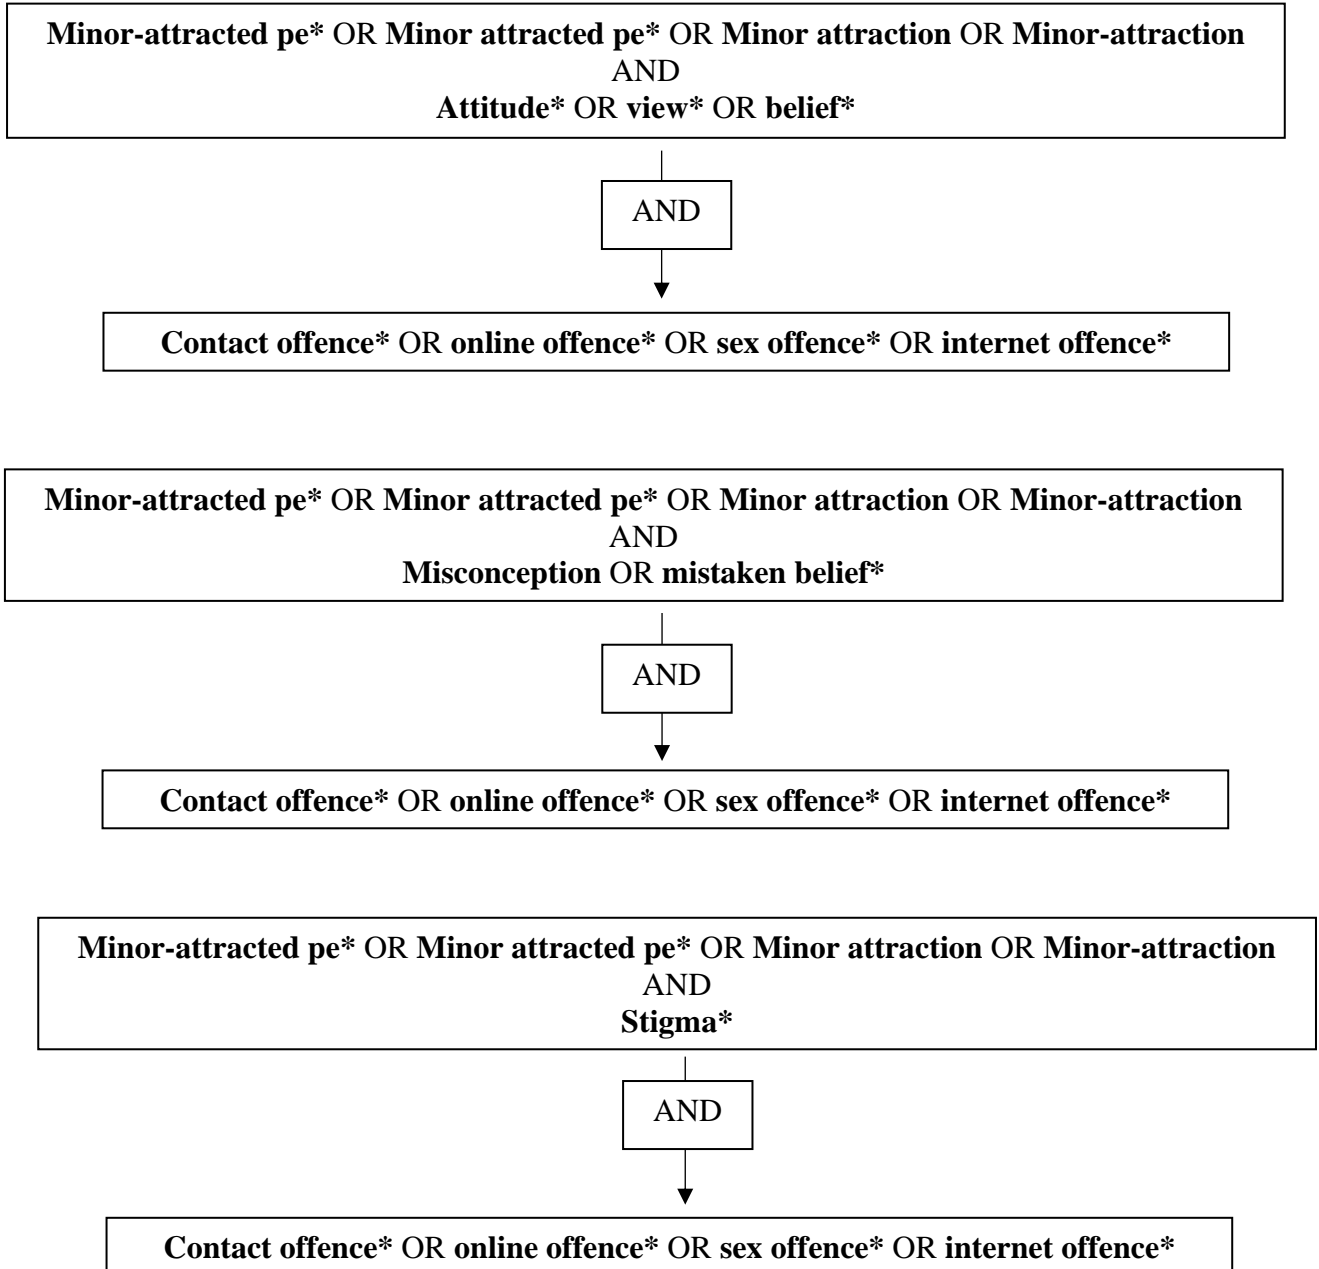 Minor-attracted pe* OR Minor attracted pe* OR Minor attraction OR Minor-attraction
AND
Attitude* OR view* OR belief*
AND
Contact offence* OR online offence* OR sex offence* OR internet offence*
Minor-attracted pe* OR Minor attracted pe* OR Minor attraction OR Minor-attraction
AND
Misconception OR mistaken belief*
AND
Contact offence* OR online offence* OR sex offence* OR internet offence*
Minor-attracted pe* OR Minor attracted pe* OR Minor attraction OR Minor-attraction
AND
Stigma*
AND
Contact offence* OR online offence* OR sex offence* OR internet offence*